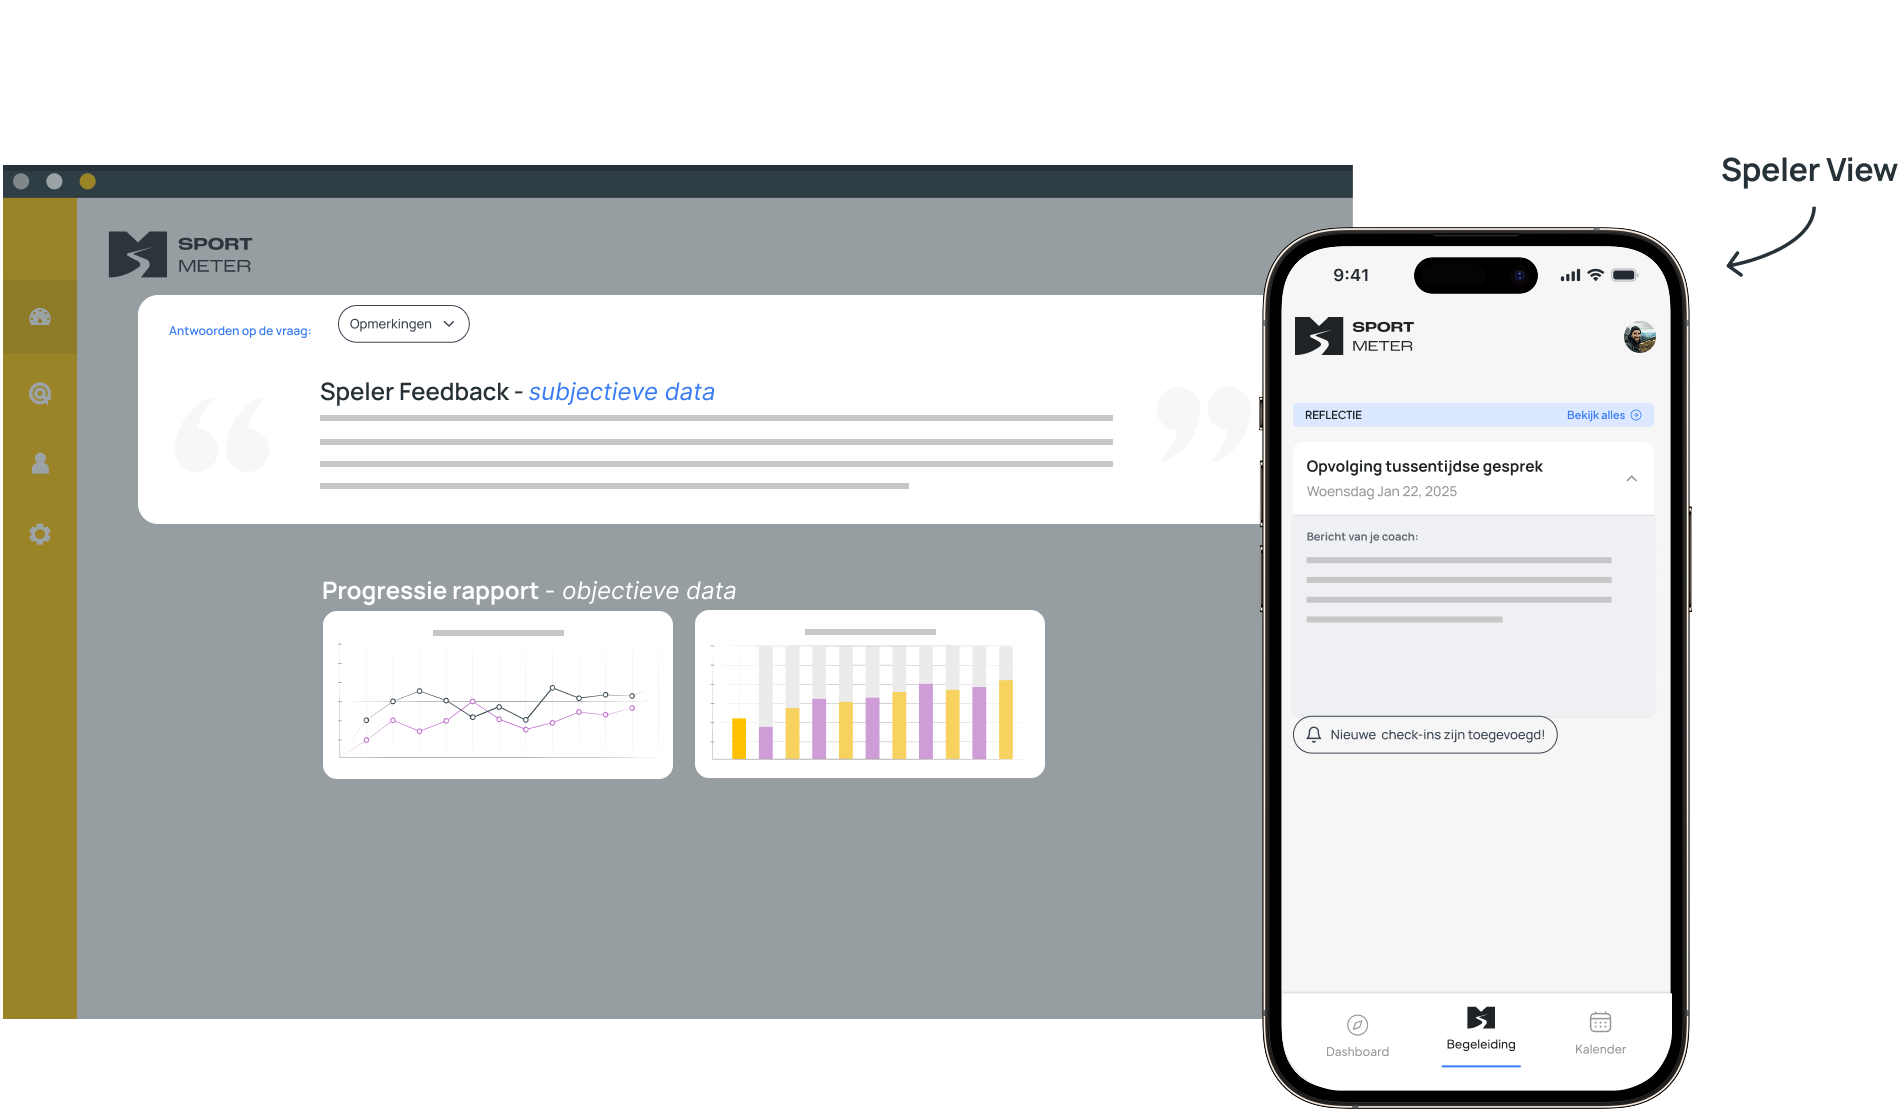 Speler View
SPORT
METER
Antwoorden op de vraag:
Opmerkingen
Speler Feedback - subjectieve data
Progressie rapport - objectieve data
9:41
SPORT
METER
REFLECTIE
Bekijk alles
Opvolging tussentijdse gesprek
Woensdag Jan 22, 2025
Bericht van je coach:
Nieuwe check-ins zijn toegevoegd!
Dashboard
Begeleiding
Kalender